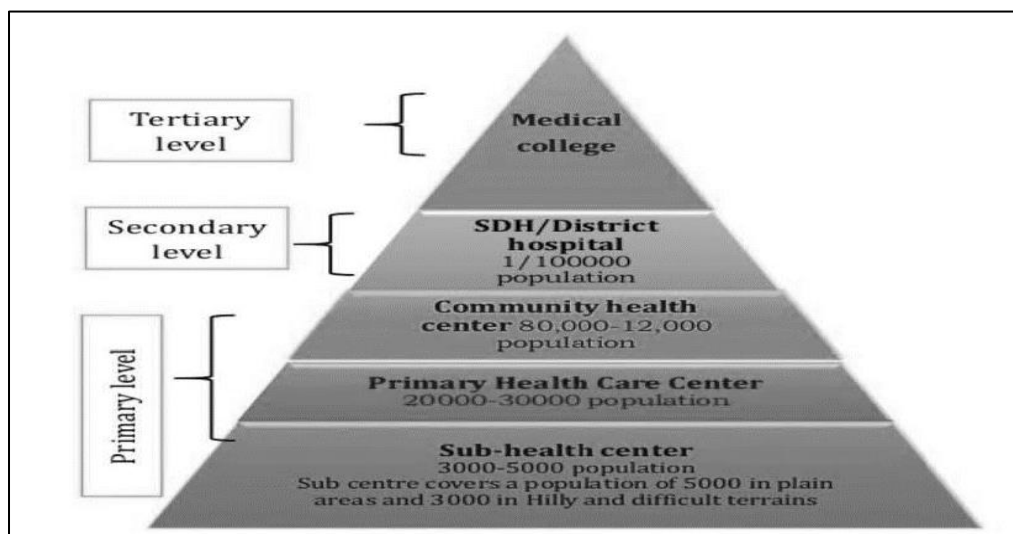 Tertiary
level
Medical
college
Secondary
level
SDH/District
hospital
1/100000
population
Primary level
Community health
center 80,000-12,000
population
Primary Health Care Center
20000-30000 population
Sub-health center
3000-5000 population
Sub centre covers a population of 5000 in plain
areas and 3000 in Hilly and difficult terrains